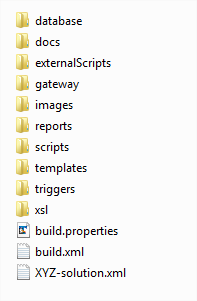 database
docs
externalScripts
gateway
images
reports
scripts
templates
triggers
xsl
build.properties
build.xml
XYZ-solution.xml